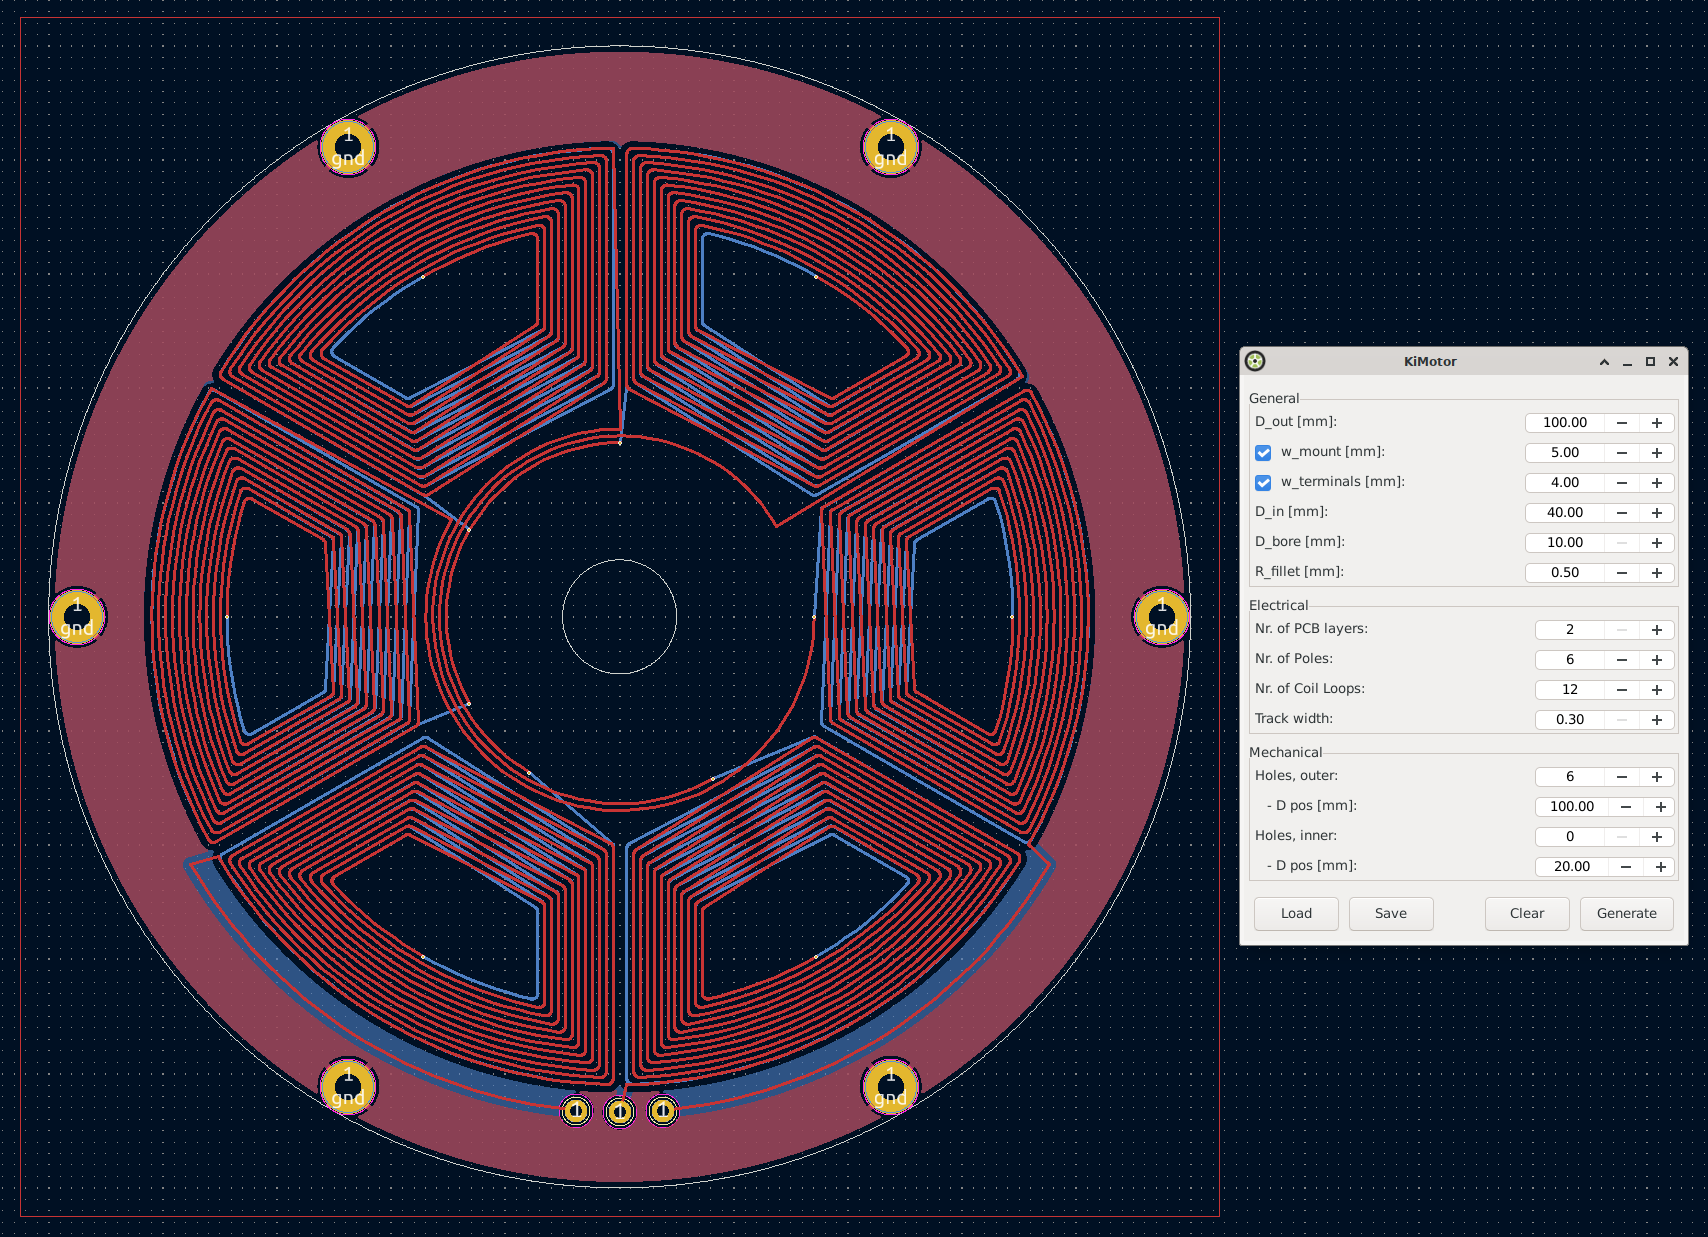 1
gnd
1
gnd
1
gnd
1
gnd
1
gnd
1
gnd
1
1
1
KiMotor
General
D_out [mm]: 100.00
w_mount [mm]: 5.00
w_terminals [mm]: 4.00
D_in [mm]: 40.00
D_bore [mm]: 10.00
R_fillet [mm]: 0.50
Electrical
Nr. of PCB layers: 2
Nr. of Poles: 6
Nr. of Coil Loops: 12
Track width: 0.30
Mechanical
Holes, outer: 6
- D pos [mm]: 100.00
Holes, inner: 0
- D pos [mm]: 20.00
Load Save Clear Generate